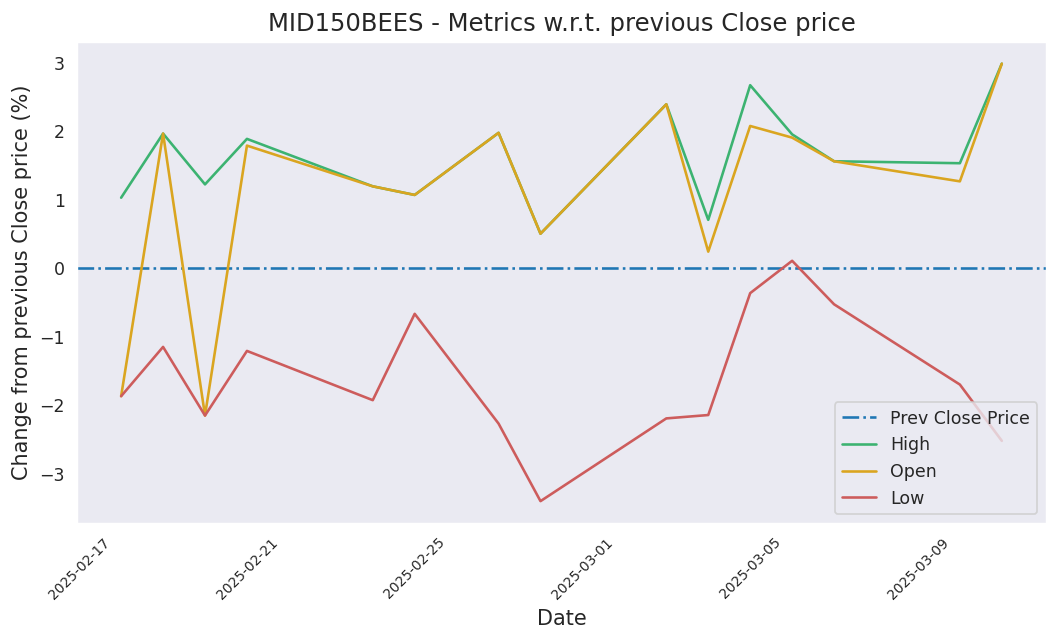 MID150BEES - Metrics w.r.t. previous Close price
Change from previous Close price (%)
3
2
1
0
−1
−2
−3
Prev Close Price
High
Open
Low
2025-02-17
2025-02-21
2025-02-25
2025-03-01
2025-03-05
2025-03-09
Date